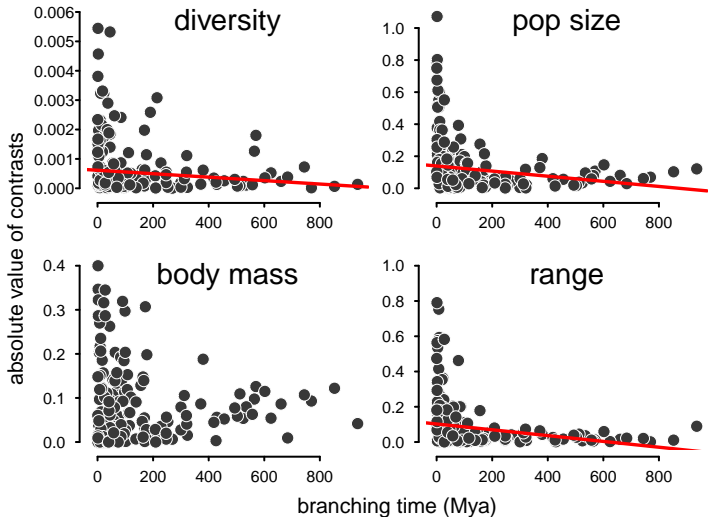 diversity
pop size
0.006
0.005
0.004
0.003
0.002
0.001
0.000
1.0
0.8
0.6
0.4
0.2
0.0
0 200 400 600 800
0 200 400 600 800
absolute value of contrasts
body mass
range
0.4
0.3
0.2
0.1
0.0
1.0
0.8
0.6
0.4
0.2
0.0
0 200 400 600 800
0 200 400 600 800
branching time (Mya)